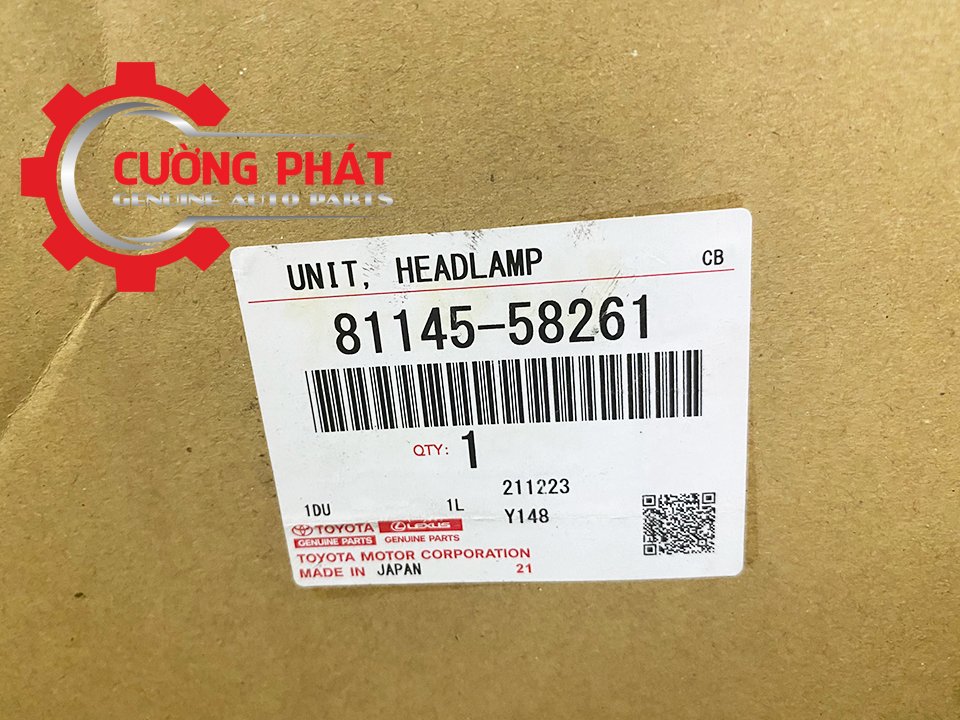 CƯỜNG PHÁT
GENUINE AUTO PARTS
UNIT, HEADLAMP CB
81145-58261
QTY: 1
211223
1DU 1L Y148
TOYOTA LEXUS
GENUINE PARTS GENUINE PARTS
TOYOTA MOTOR CORPORATION
MADE IN JAPAN 21